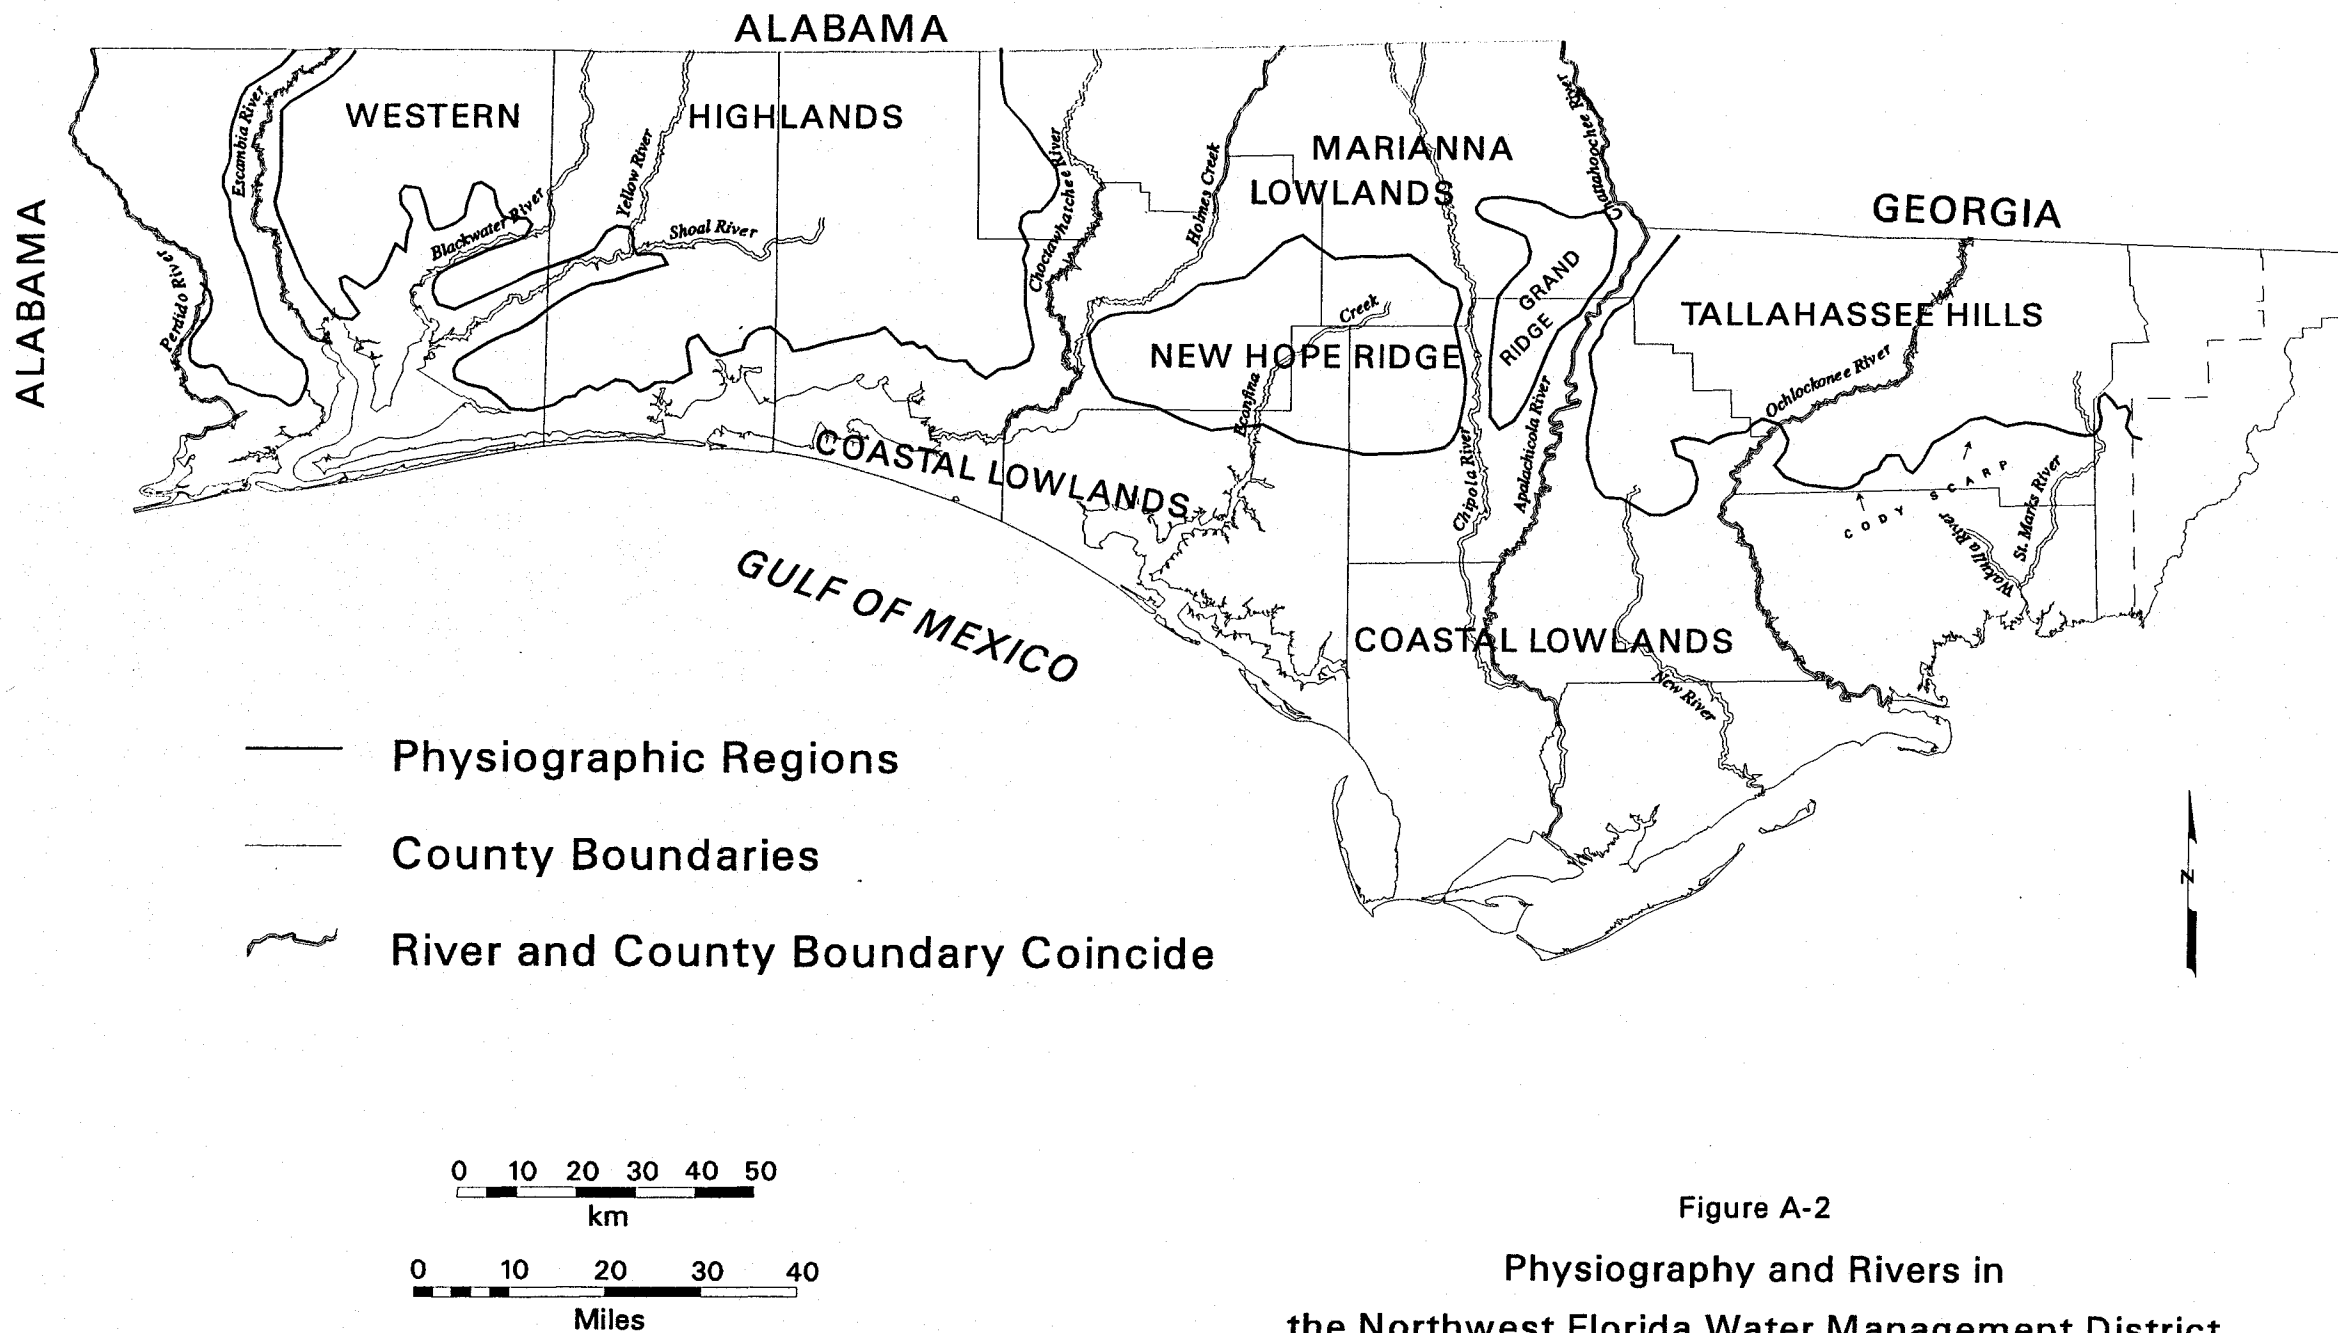 ALABAMA
ALABAMA
GEORGIA
WESTERN
HIGHLANDS
MARIANNA
LOWLANDS
GRAND
RIDGE
TALLAHASSEE HILLS
NEW HOPE RIDGE
COASTAL LOWLANDS
COASTAL LOWLANDS
GULF OF MEXICO
Perdido River
Escambia River
Blackwater River
Yellow River
Shoal River
Choctawhatchee River
Holmes Creek
Econfina
Creek
Chipola River
Apalachicola River
Chattahoochee River
Ochlockonee River
New River
Wakulla River
St. Marks River
CODY SCARP
N
Physiographic Regions
County Boundaries
River and County Boundary Coincide
0 10 20 30 40 50
km
0 10 20 30 40
Miles
Figure A-2
Physiography and Rivers in
the Northwest Florida Water Management District